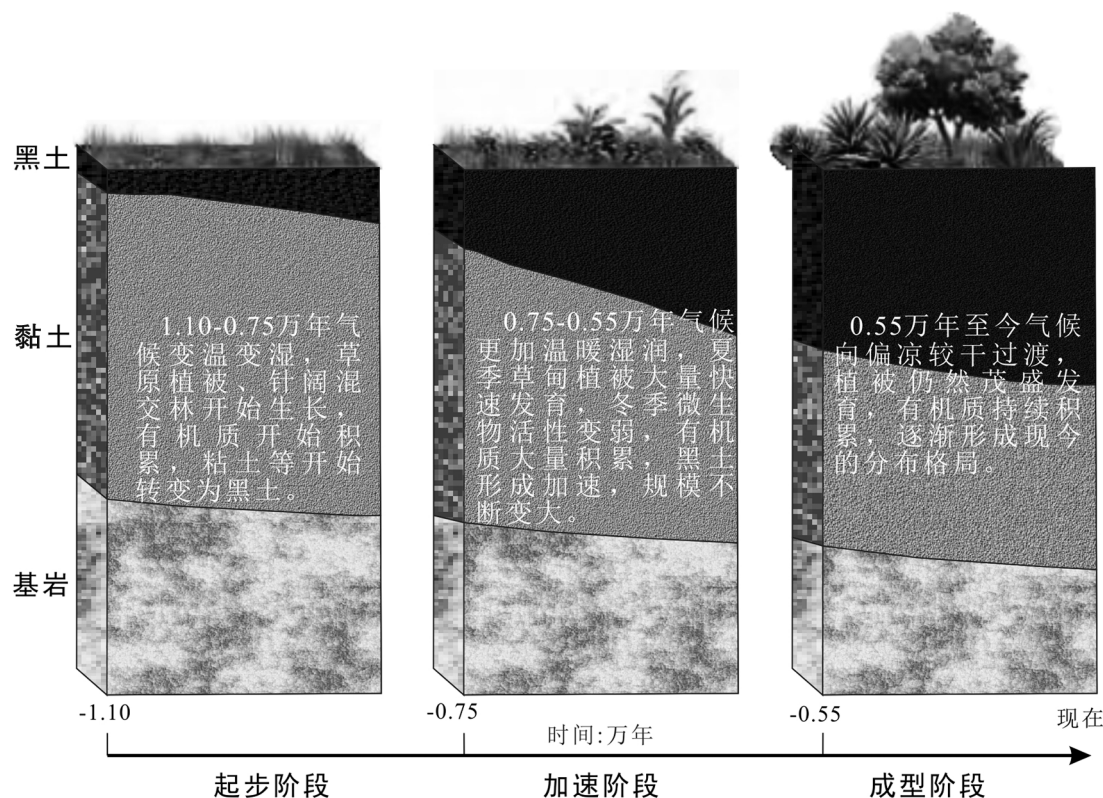 黑土
黏土
基岩
1.10-0.75万年气
候变温变湿，草
原植被、针阔混
交林开始生长，
有机质开始积
累，粘土等开始
转变为黑土。
0.75-0.55万年气候
更加温暖湿润，夏
季草甸植被大量快
速发育，冬季微生
物活性变弱，有机
质大量积累，黑土
形成加速，规模不
断变大。
0.55万年至今气候
向偏凉较干过渡，
植被仍然茂盛发
育，有机质持续积
累，逐渐形成现今
的分布格局。
-1.10
-0.75
-0.55
现在
时间:万年
起步阶段
加速阶段
成型阶段